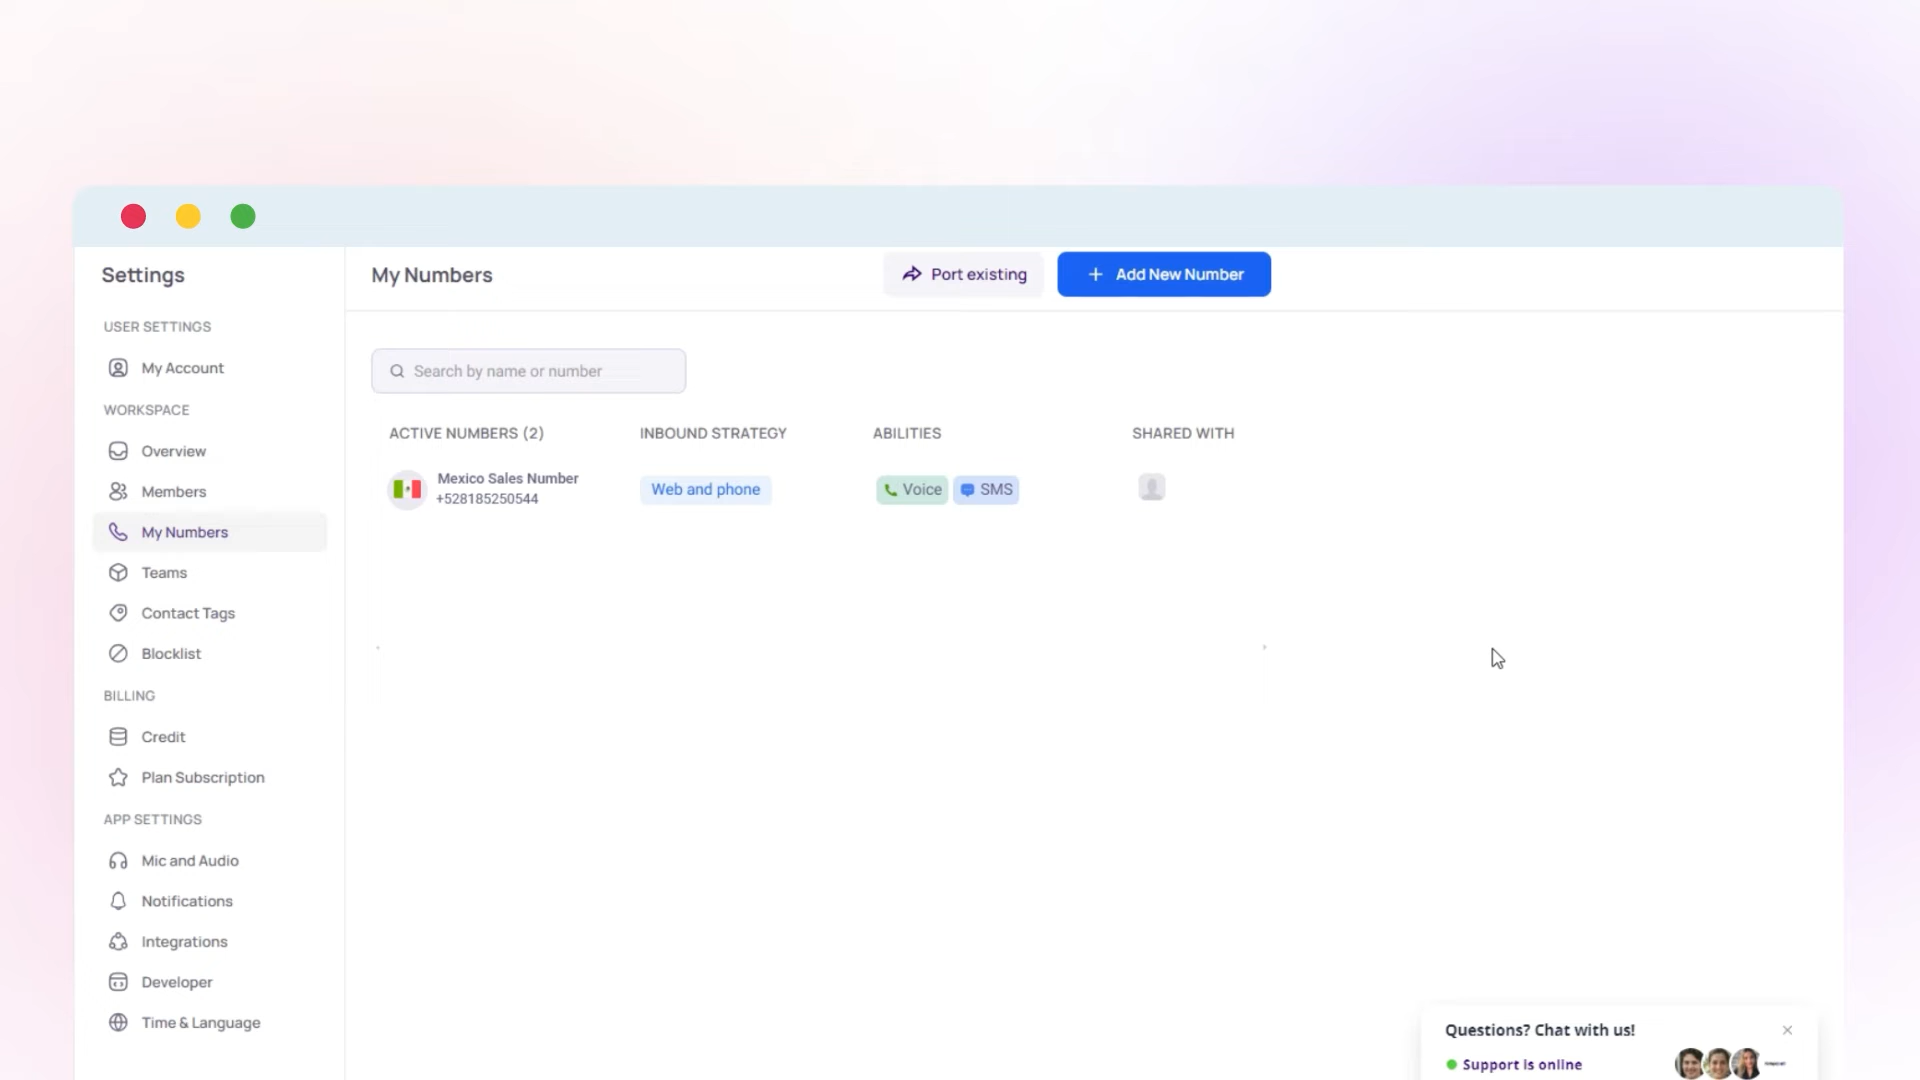 Settings
My Numbers
Port existing
Add New Number
USER SETTINGS
My Account
WORKSPACE
Overview
Members
My Numbers
Teams
Contact Tags
Blocklist
BILLING
Credit
Plan Subscription
APP SETTINGS
Mic and Audio
Notifications
Integrations
Developer
Time & Language
Search by name or number
ACTIVE NUMBERS (2)
INBOUND STRATEGY
ABILITIES
SHARED WITH
Mexico Sales Number
+528185250544
Web and phone
Voice
SMS
Questions? Chat with us!
Support is online